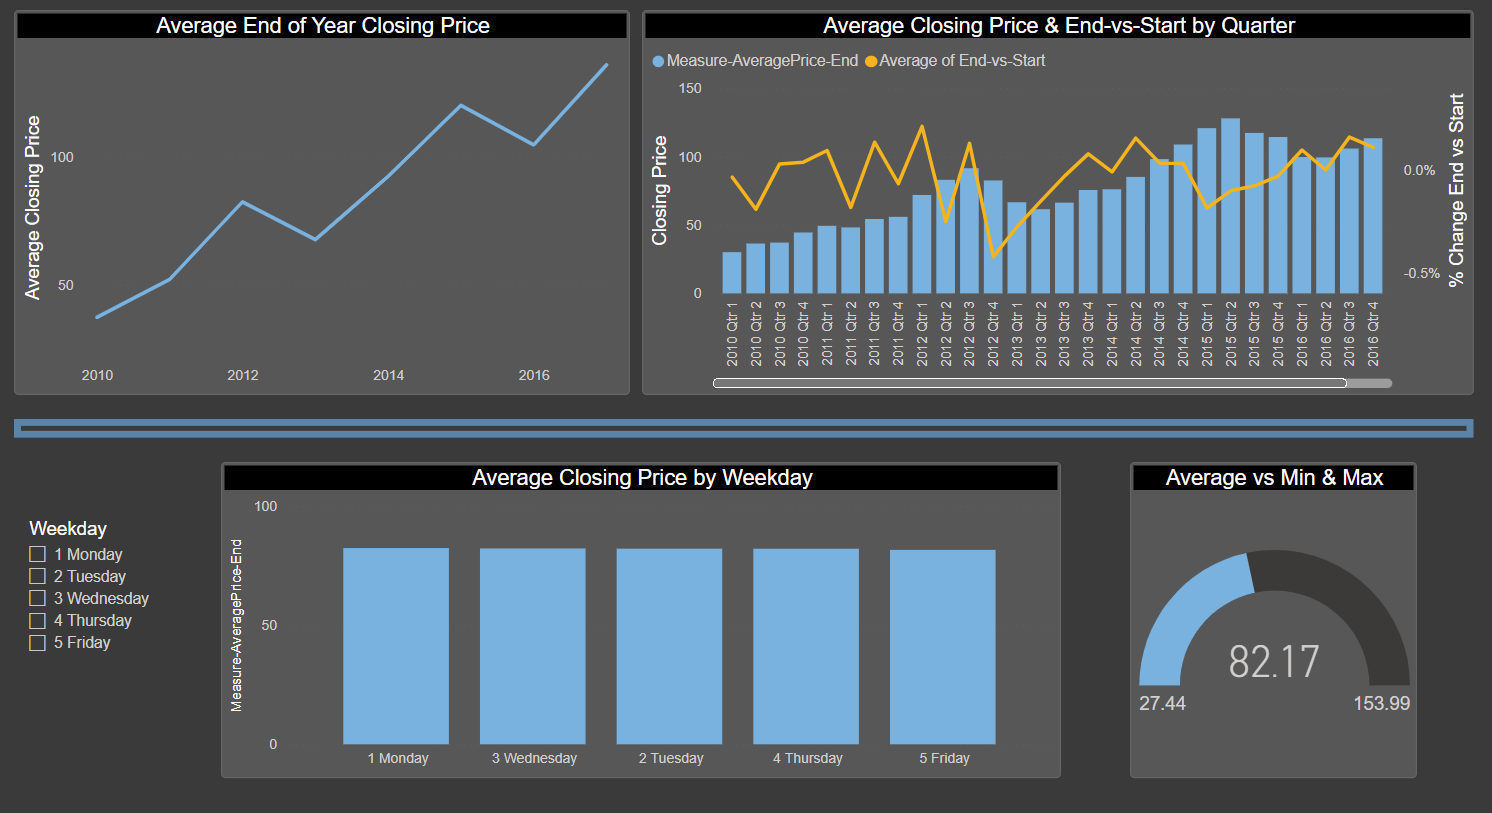 Average End of Year Closing Price
Average Closing Price
100
50
2010 2012 2014 2016
Average Closing Price & End-vs-Start by Quarter
Measure-AveragePrice-End Average of End-vs-Start
Closing Price
150
100
50
0
0.0%
-0.5%
% Change End vs Start
2010 Qtr 1
2010 Qtr 2
2010 Qtr 3
2010 Qtr 4
2011 Qtr 1
2011 Qtr 2
2011 Qtr 3
2011 Qtr 4
2012 Qtr 1
2012 Qtr 2
2012 Qtr 3
2012 Qtr 4
2013 Qtr 1
2013 Qtr 2
2013 Qtr 3
2013 Qtr 4
2014 Qtr 1
2014 Qtr 2
2014 Qtr 3
2014 Qtr 4
2015 Qtr 1
2015 Qtr 2
2015 Qtr 3
2015 Qtr 4
2016 Qtr 1
2016 Qtr 2
2016 Qtr 3
2016 Qtr 4
Weekday
1 Monday
2 Tuesday
3 Wednesday
4 Thursday
5 Friday
Average Closing Price by Weekday
Measure-AveragePrice-End
100
50
0
1 Monday 3 Wednesday 2 Tuesday 4 Thursday 5 Friday
Average vs Min & Max
82.17
27.44 153.99